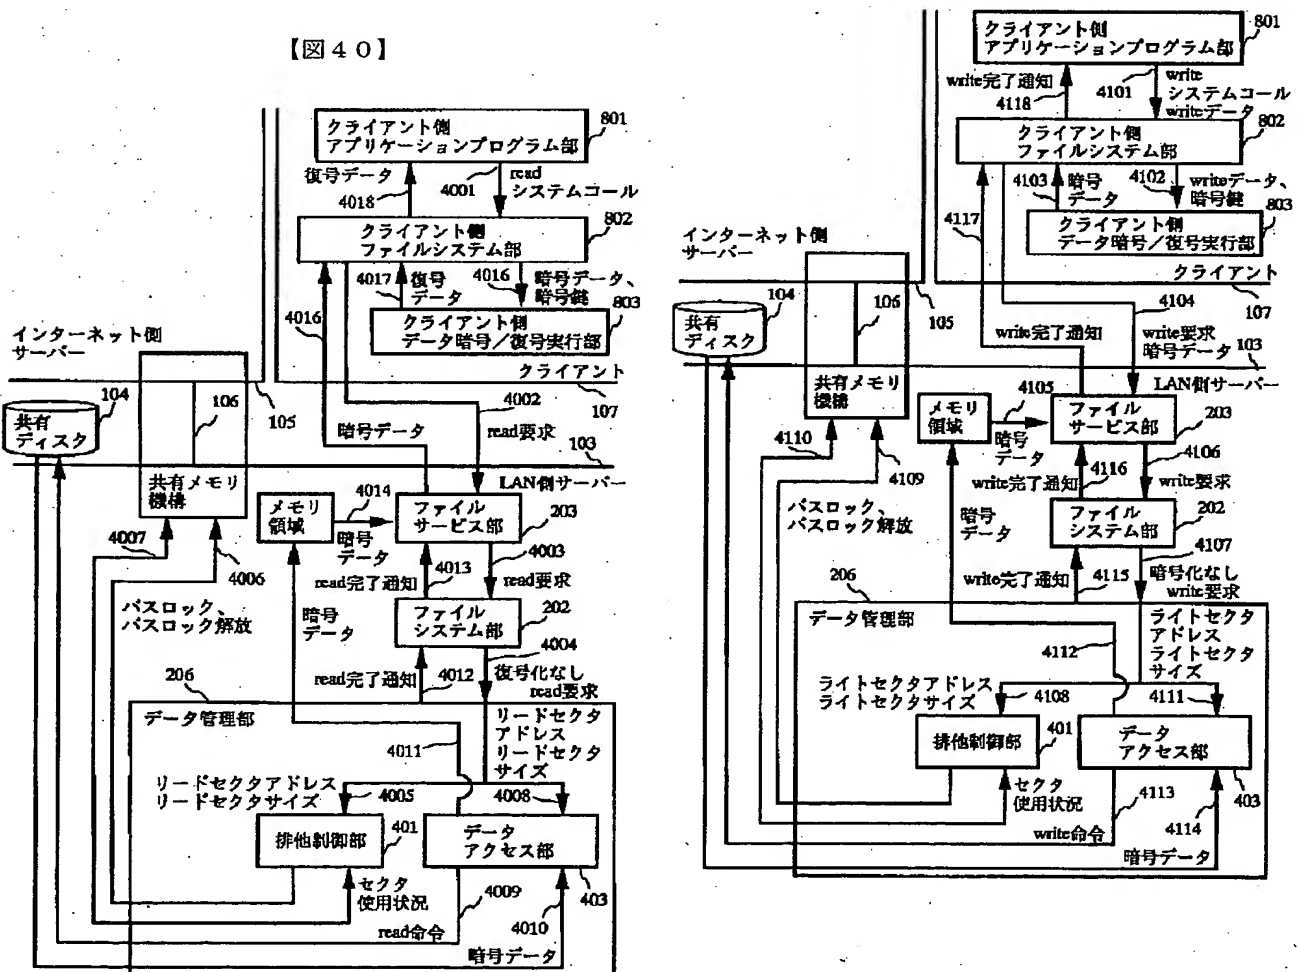 【図40】
801
クライアント側
アプリケーションプログラム部
復号データ
4018
4001
read
システムコール
802
クライアント側
ファイルシステム部
4017
復号
データ
4016
暗号データ、
暗号鍵
803
クライアント側
データ暗号/復号実行部
4016
クライアント
107
インターネット側
サーバー
104
共有
ディスク
106
105
共有メモリ
機構
暗号データ
4002
read要求
103
LAN側サーバー
4014
メモリ
領域
暗号
データ
ファイル
サービス部
203
4007
4006
4013
read完了通知
4003
read要求
バスロック、
バスロック解放
暗号
データ
ファイル
システム部
202
4004
206
read完了通知
4012
復号化なし
read要求
データ管理部
リードセクタ
アドレス
リードセクタ
サイズ
4011
リードセクタアドレス
リードセクタサイズ
4005
4008
排他制御部
401
データ
アクセス部
403
セクタ
使用状況
4009
4010
read命令
暗号データ
801
クライアント側
アプリケーションプログラム部
write完了通知
4118
4101
write
システムコール
writeデータ
802
クライアント側
ファイルシステム部
4103
暗号
データ
4102
writeデータ、
暗号鍵
803
4117
クライアント側
データ暗号/復号実行部
クライアント
107
インターネット側
サーバー
104
共有
ディスク
106
105
4104
write完了通知
write要求
暗号データ
103
LAN側サーバー
共有メモリ
機構
4105
メモリ
領域
暗号
データ
ファイル
サービス部
203
4110
4109
4116
write完了通知
4106
write要求
バスロック、
バスロック解放
暗号
データ
ファイル
システム部
202
4107
write完了通知
4115
暗号化なし
write要求
206
データ管理部
ライトセクタ
アドレス
ライトセクタ
サイズ
4112
ライトセクタアドレス
ライトセクタサイズ
4108
4111
排他制御部
401
データ
アクセス部
403
セクタ
使用状況
4113
4114
write命令
暗号データ